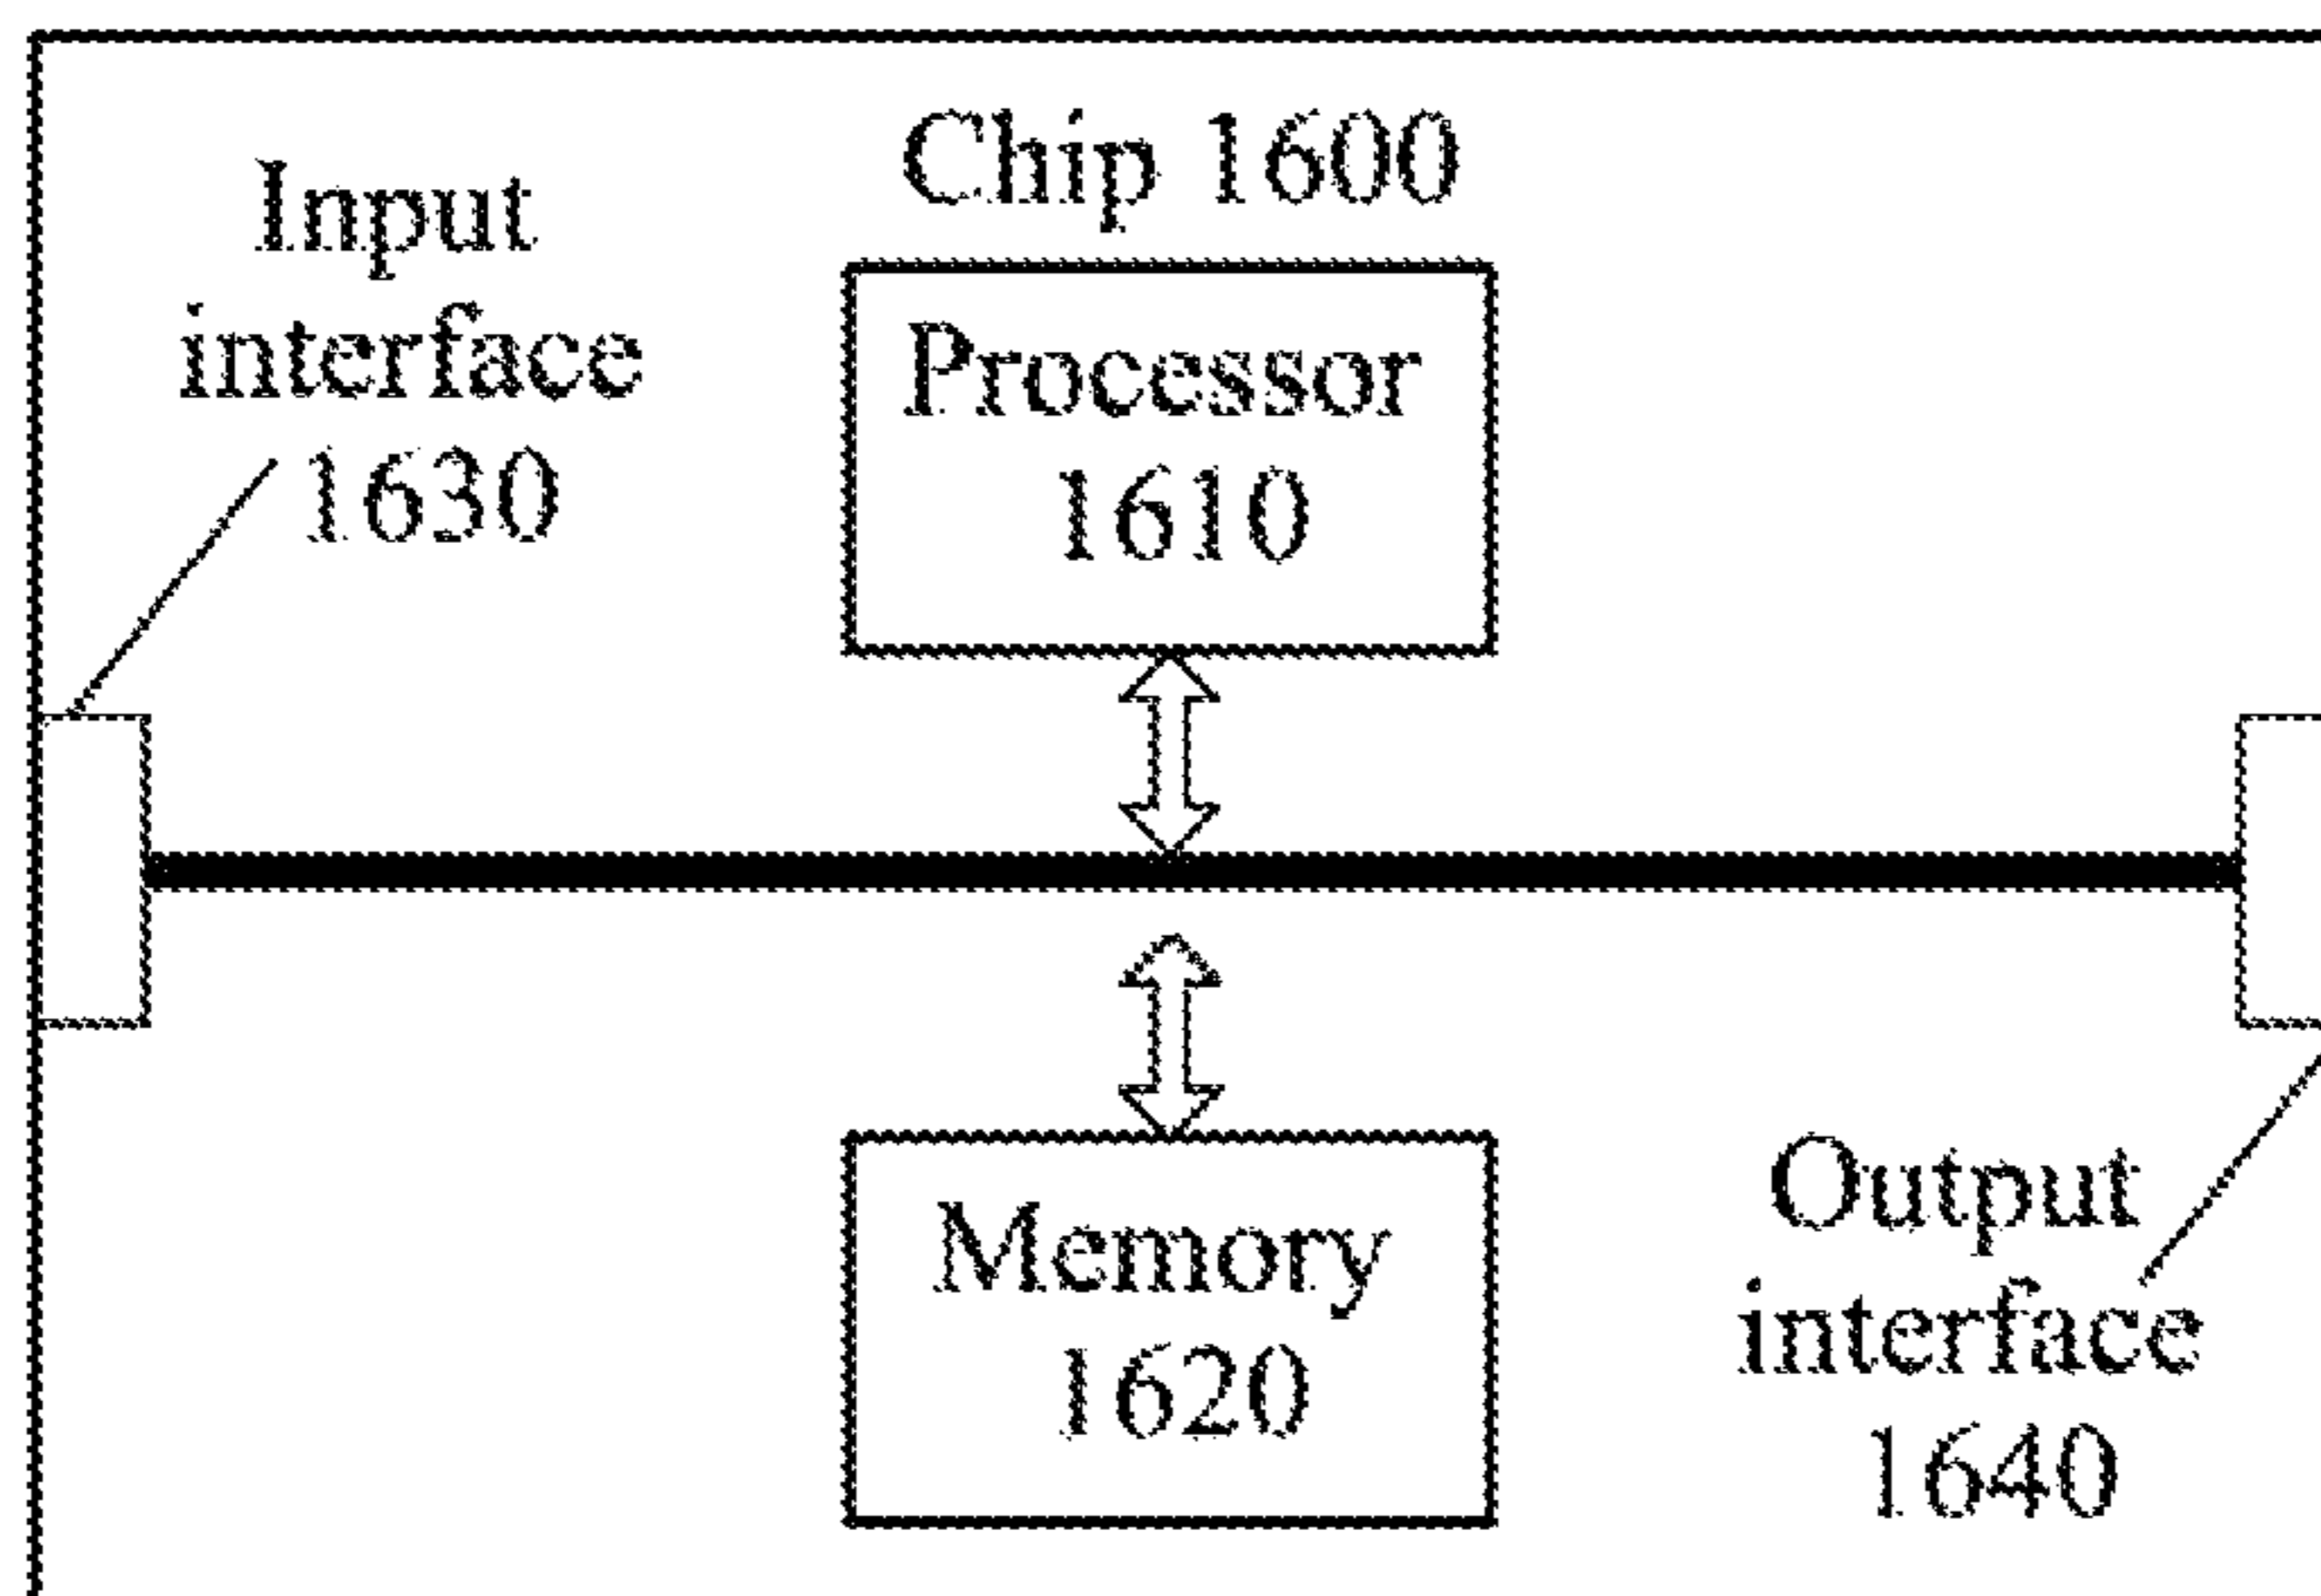 Chip 1600
Input
interface
1630
Processor
1610
Memory
1620
Output
interface
1640